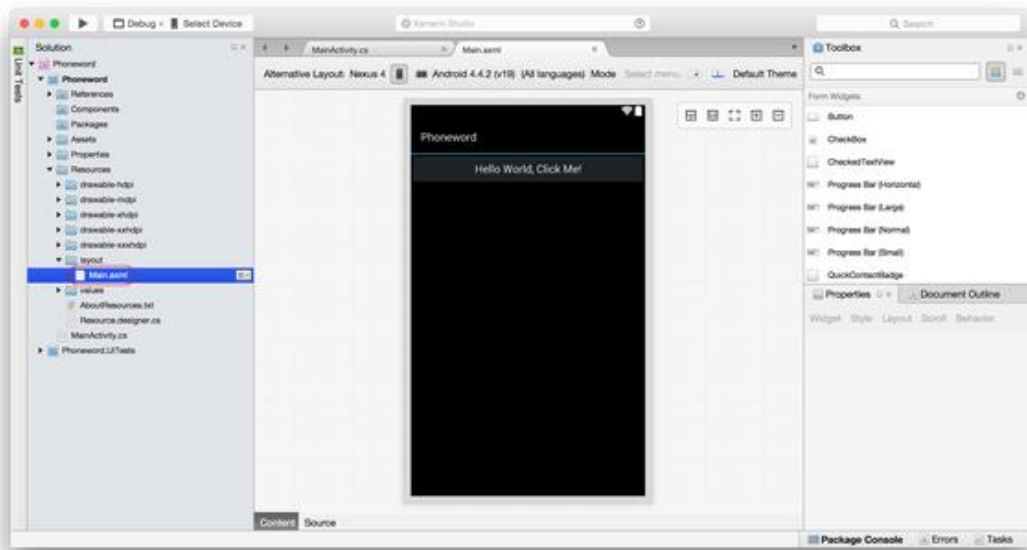 Debug
Select Device
Xamarin Studio
Search
Unit Tests
Solution
Phoneword
Phoneword
References
Components
Packages
Assets
Properties
Resources
drawable-hdpi
drawable-mdpi
drawable-xhdpi
drawable-xxhdpi
drawable-xxxhdpi
layout
Main.axml
values
AboutResources.txt
Resource.designer.cs
MainActivity.cs
Phoneword.UITests
MainActivity.cs
Main.axml
Alternative Layout: Nexus 4 Android 4.4.2 (v19) (All languages) Mode Select menu Default Theme
Phoneword
Hello World, Click Me!
Content Source
Toolbox
Form Widgets
Button
CheckBox
CheckedTextView
Progress Bar (Horizontal)
Progress Bar (Large)
Progress Bar (Normal)
Progress Bar (Small)
QuickContactBadge
Properties Document Outline
Widget Style Layout Scroll Behavior
Package Console Errors Tasks